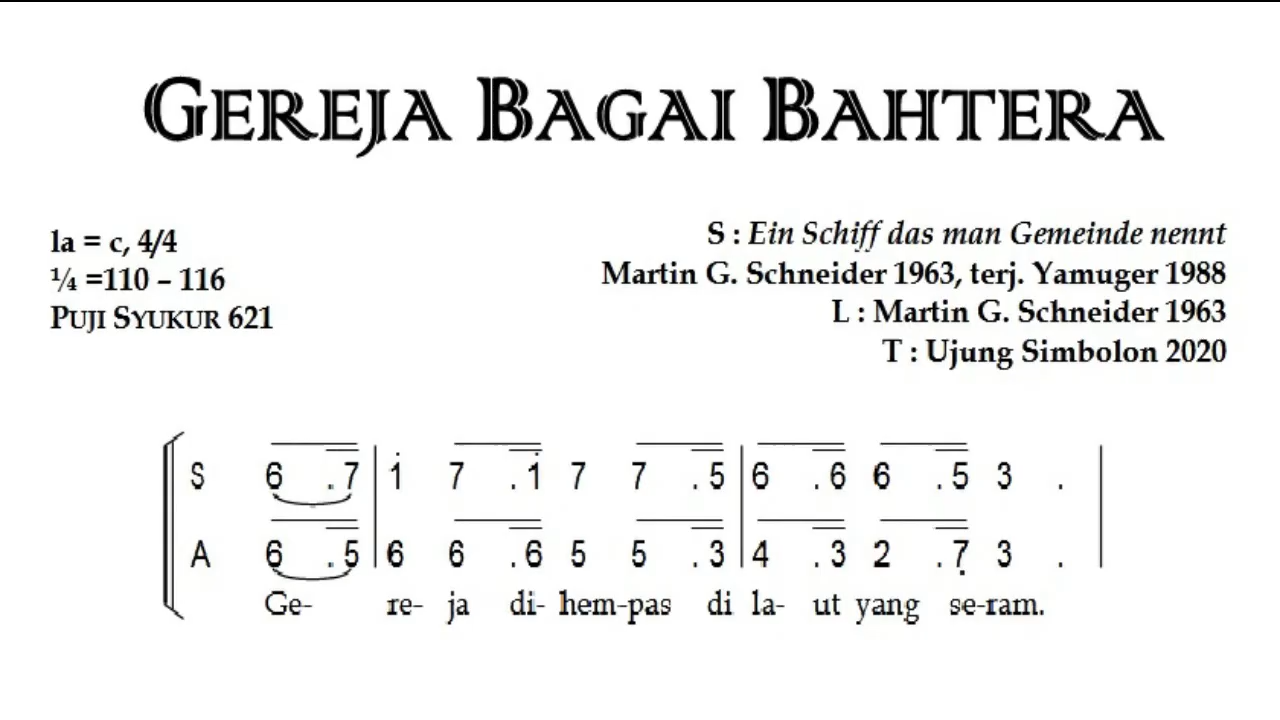 GEREJA BAGAI BAHTERA
la = c, 4/4
¼ =110 – 116
PUJI SYUKUR 621
S : Ein Schiff das man Gemeinde nennt
Martin G. Schneider 1963, terj. Yamuger 1988
L : Martin G. Schneider 1963
T : Ujung Simbolon 2020
S 6 .7 | 1̇ 7 .1̇ 7 7 .5 | 6 .6 6 .5 3 . |
A 6 .5 | 6 6 .6 5 5 .3 | 4 .3 2 .7̣ 3 . |
Ge- re- ja di- hem-pas di la- ut yang se-ram.